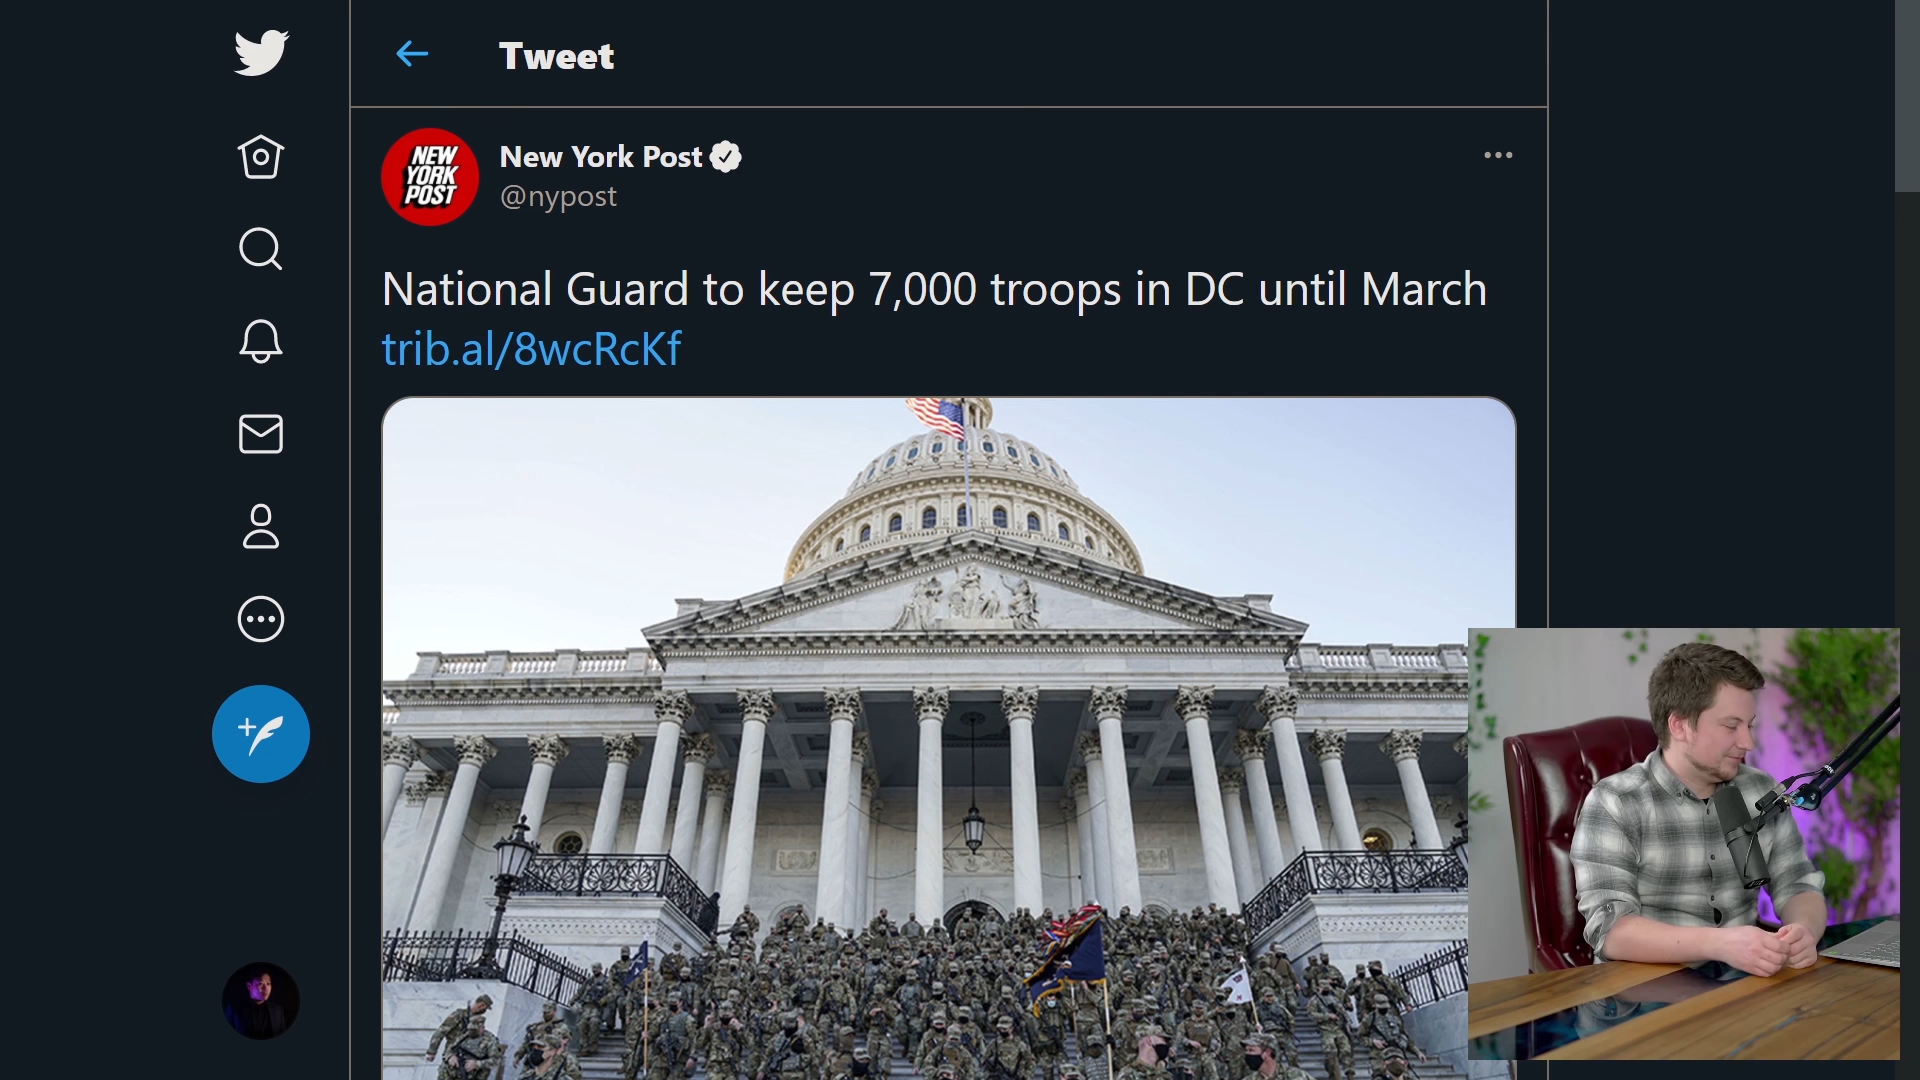 Tweet
NEW
YORK
POST
New York Post
@nypost
National Guard to keep 7,000 troops in DC until March
trib.al/8wcRcKf